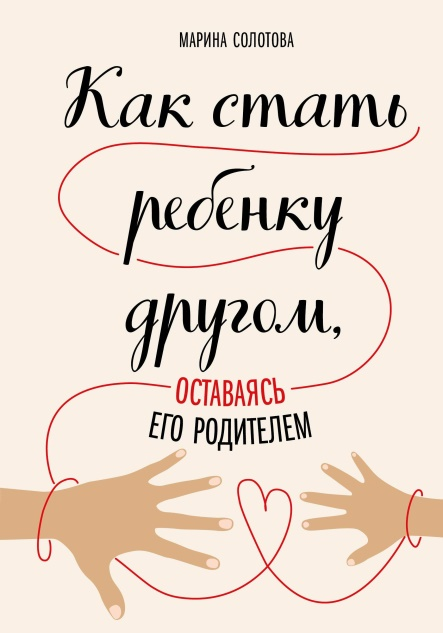 МАРИНА СОЛОТОВА
Как стать
ребенку
другом,
ОСТАВАЯСЬ
ЕГО РОДИТЕЛЕМ